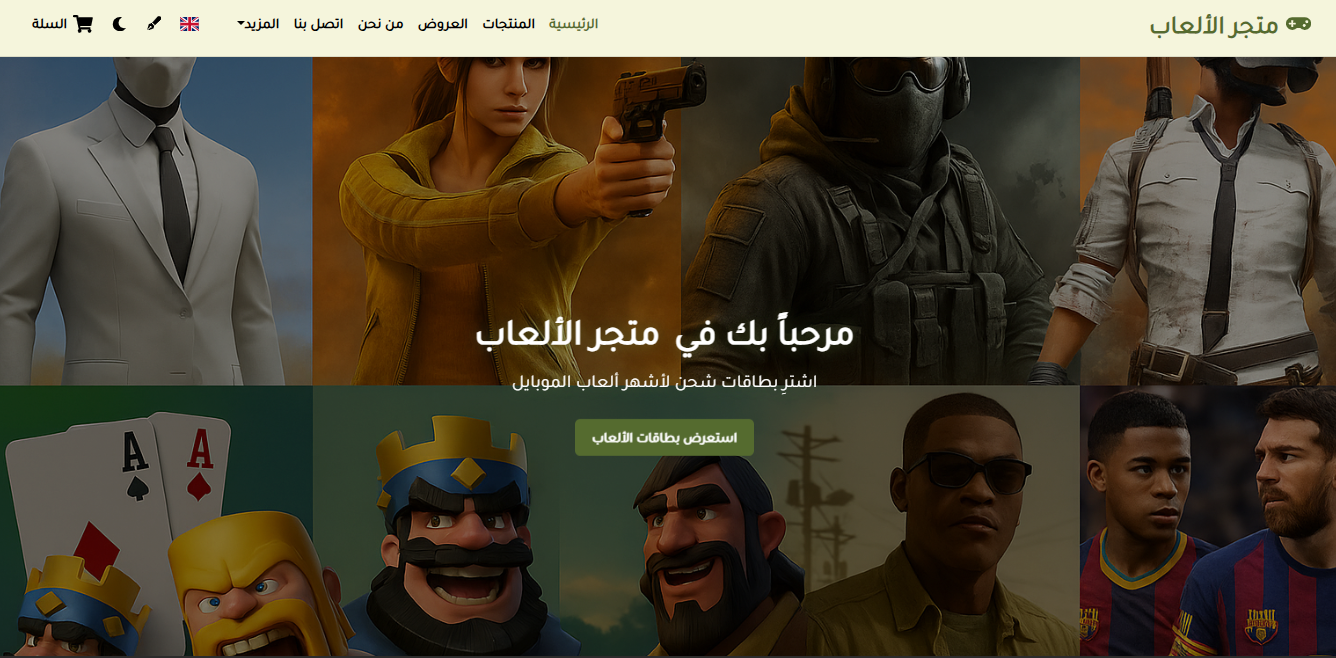 متجر الألعاب
الرئيسية المنتجات العروض من نحن اتصل بنا المزيد السلة
مرحباً بك في متجر الألعاب
اشترِ بطاقات شحن لأشهر ألعاب الموبايل
استعرض بطاقات الألعاب
A A